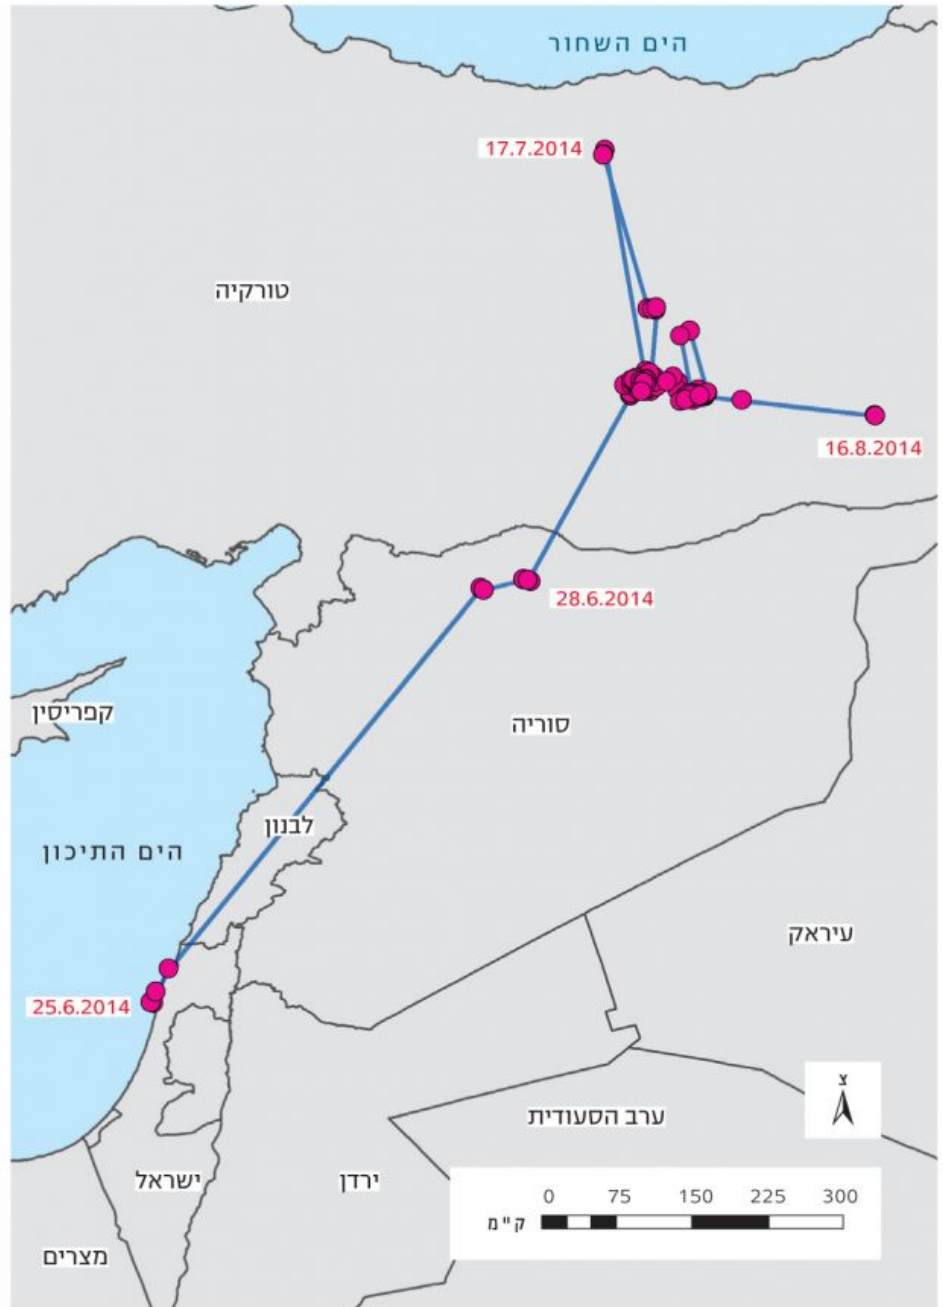 הים השחור
17.7.2014
טורקיה
16.8.2014
28.6.2014
קפריסין
סוריה
לבנון
הים התיכון
עיראק
25.6.2014
צ
ערב הסעודית
ישראל
ירדן
0 75 150 225 300
ק"מ
מצרים